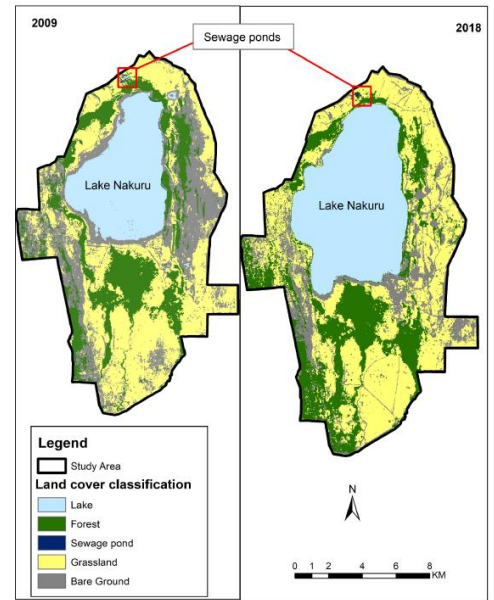 2009
Sewage ponds
2018
Lake Nakuru
Lake Nakuru
Legend
Study Area
Land cover classification
Lake
Forest
Sewage pond
Grassland
Bare Ground
N
0 1 2 4 6 8
KM